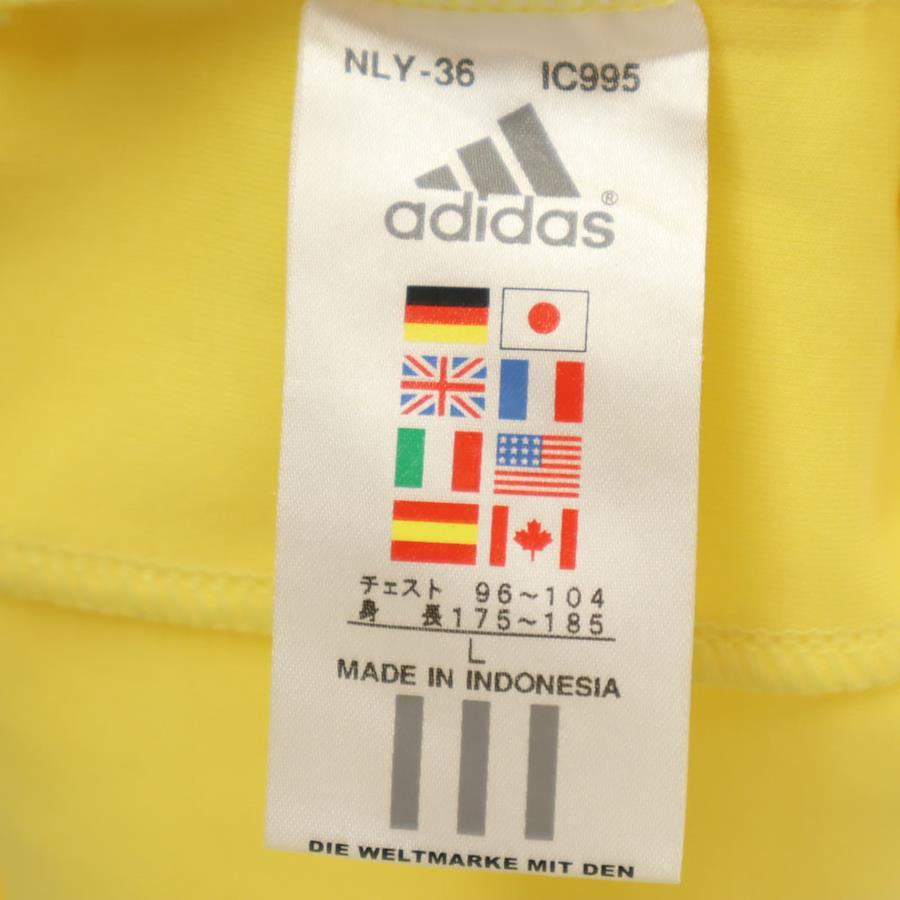 NLY-36 IC995
adidas®
チェスト 96~104
身 長175~185
L
MADE IN INDONESIA
DIE WELTMARKE MIT DEN